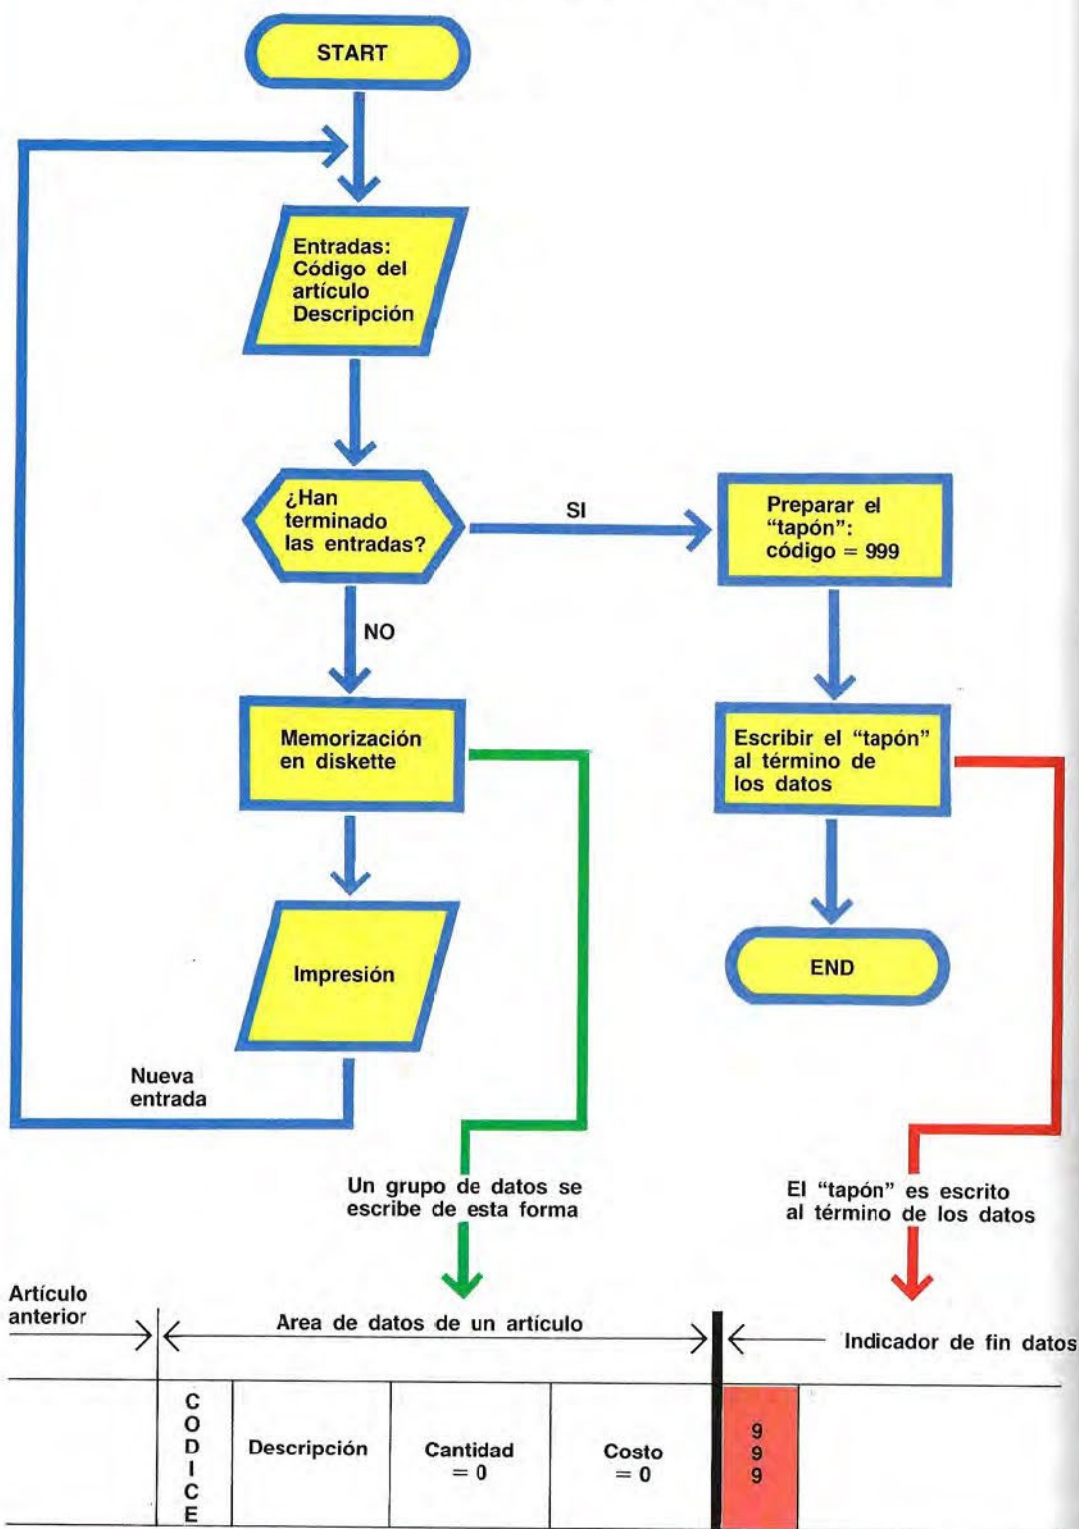 START
Entradas:
Código del
artículo
Descripción
¿Han
terminado
las entradas?
SI
Preparar el
“tapón”:
código = 999
NO
Memorización
en diskette
Escribir el “tapón”
al término de
los datos
Impresión
END
Nueva
entrada
Un grupo de datos se
escribe de esta forma
El “tapón” es escrito
al término de los datos
Artículo
anterior
Area de datos de un artículo
Indicador de fin datos
C
O
D
I
C
E
Descripción
Cantidad
= 0
Costo
= 0
9
9
9